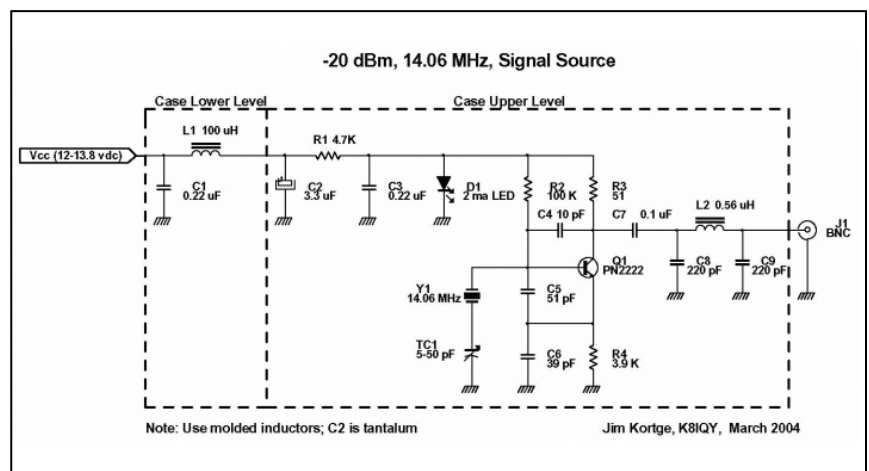 -20 dBm, 14.06 MHz, Signal Source
Case Lower Level
Case Upper Level
L1 100 uH
R1 4.7K
Vcc (12-13.8 vdc)
C1
0.22 uF
C2
3.3 uF
C3
0.22 uF
D1
2 ma LED
R2
100 K
R3
51
C4 10 pF
C7 0.1 uF
L2 0.56 uH
J1
BNC
Q1
PN2222
C8
220 pF
C9
220 pF
Y1
14.06 MHz
C5
51 pF
TC1
5-50 pF
C6
39 pF
R4
3.9 K
Note: Use molded inductors; C2 is tantalum
Jim Kortge, K8IQY, March 2004